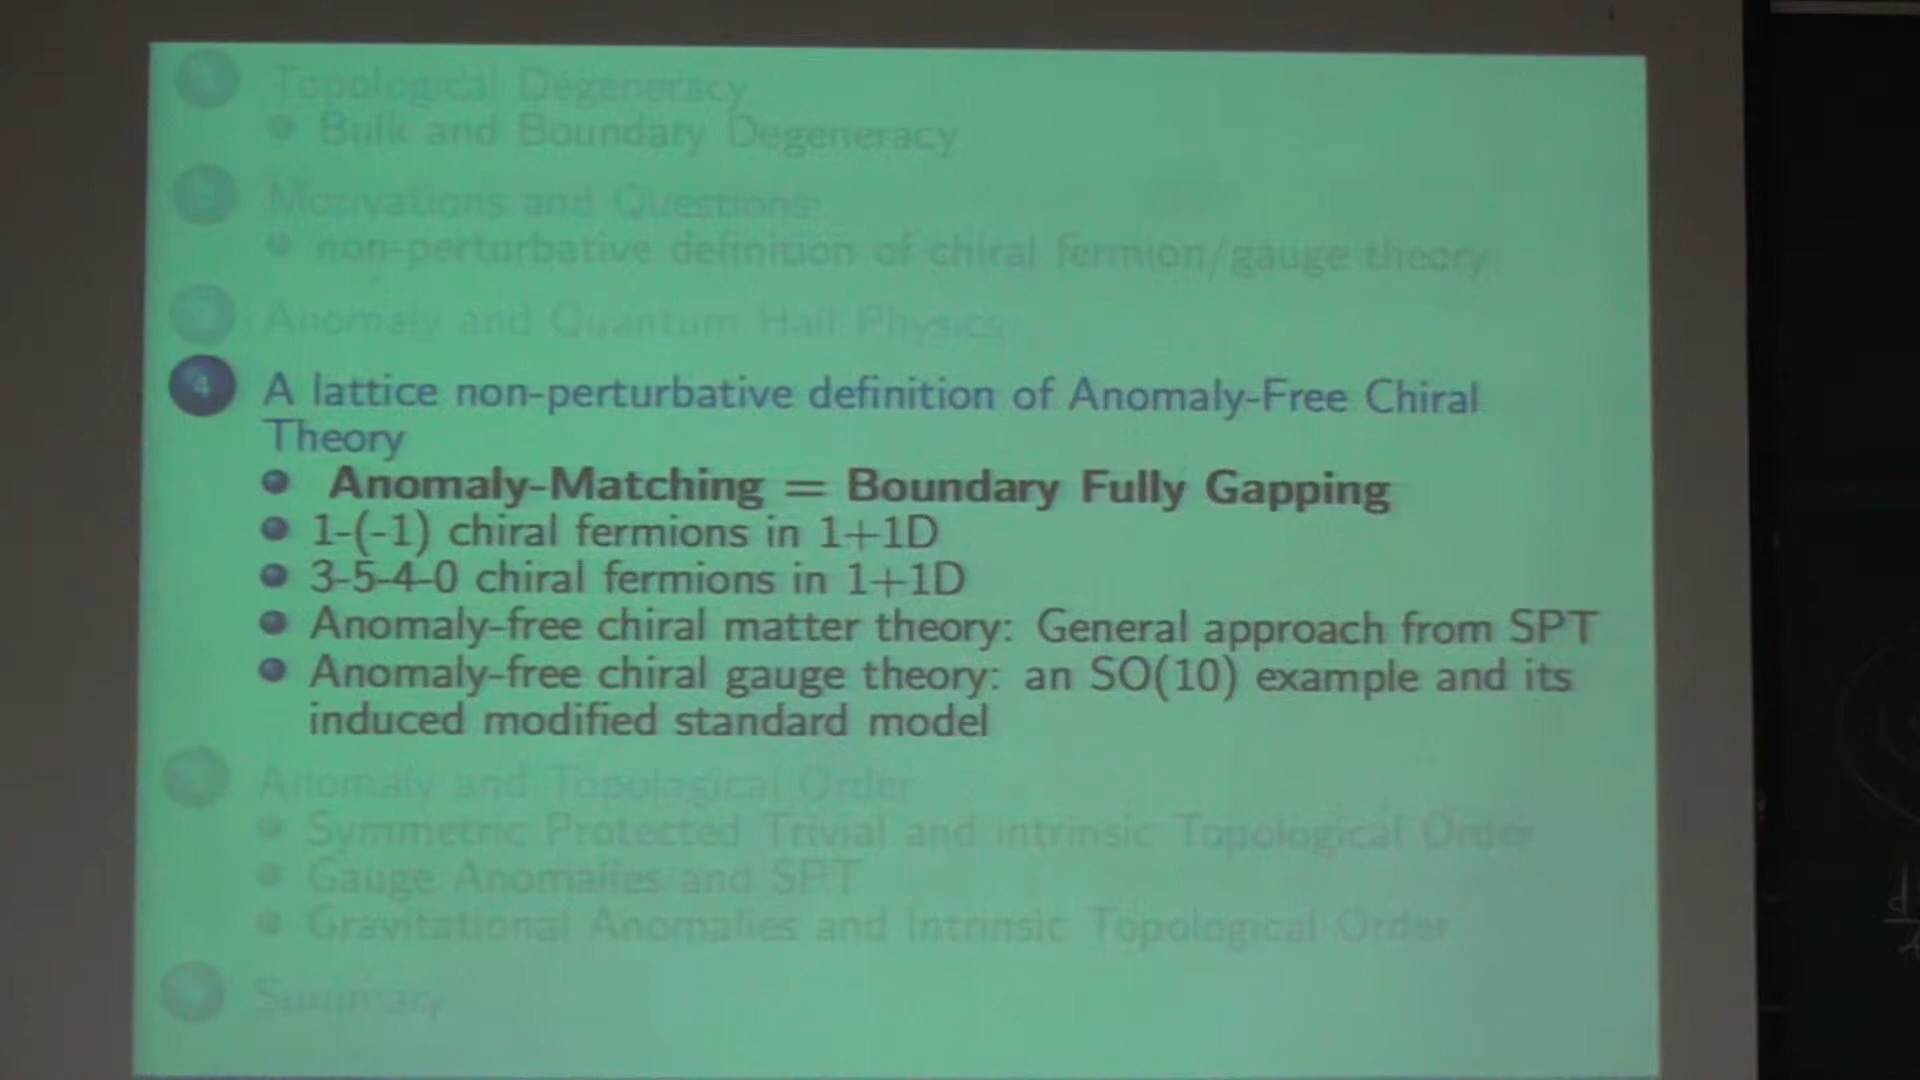 1 Topological Degeneracy
Bulk and Boundary Degeneracy
2 Motivations and Questions:
non-perturbative definition of chiral fermion/gauge theory
Anomaly and Quantum Hall Physics
4 A lattice non-perturbative definition of Anomaly-Free Chiral
Theory
Anomaly-Matching = Boundary Fully Gapping
1-(-1) chiral fermions in 1+1D
3-5-4-0 chiral fermions in 1+1D
Anomaly-free chiral matter theory: General approach from SPT
Anomaly-free chiral gauge theory: an SO(10) example and its
induced modified standard model
Anomaly and Topological Order
Symmetric Protected Trivial and intrinsic Topological Order
Gauge Anomalies and SPT
Gravitational Anomalies and Intrinsic Topological Order
Summary